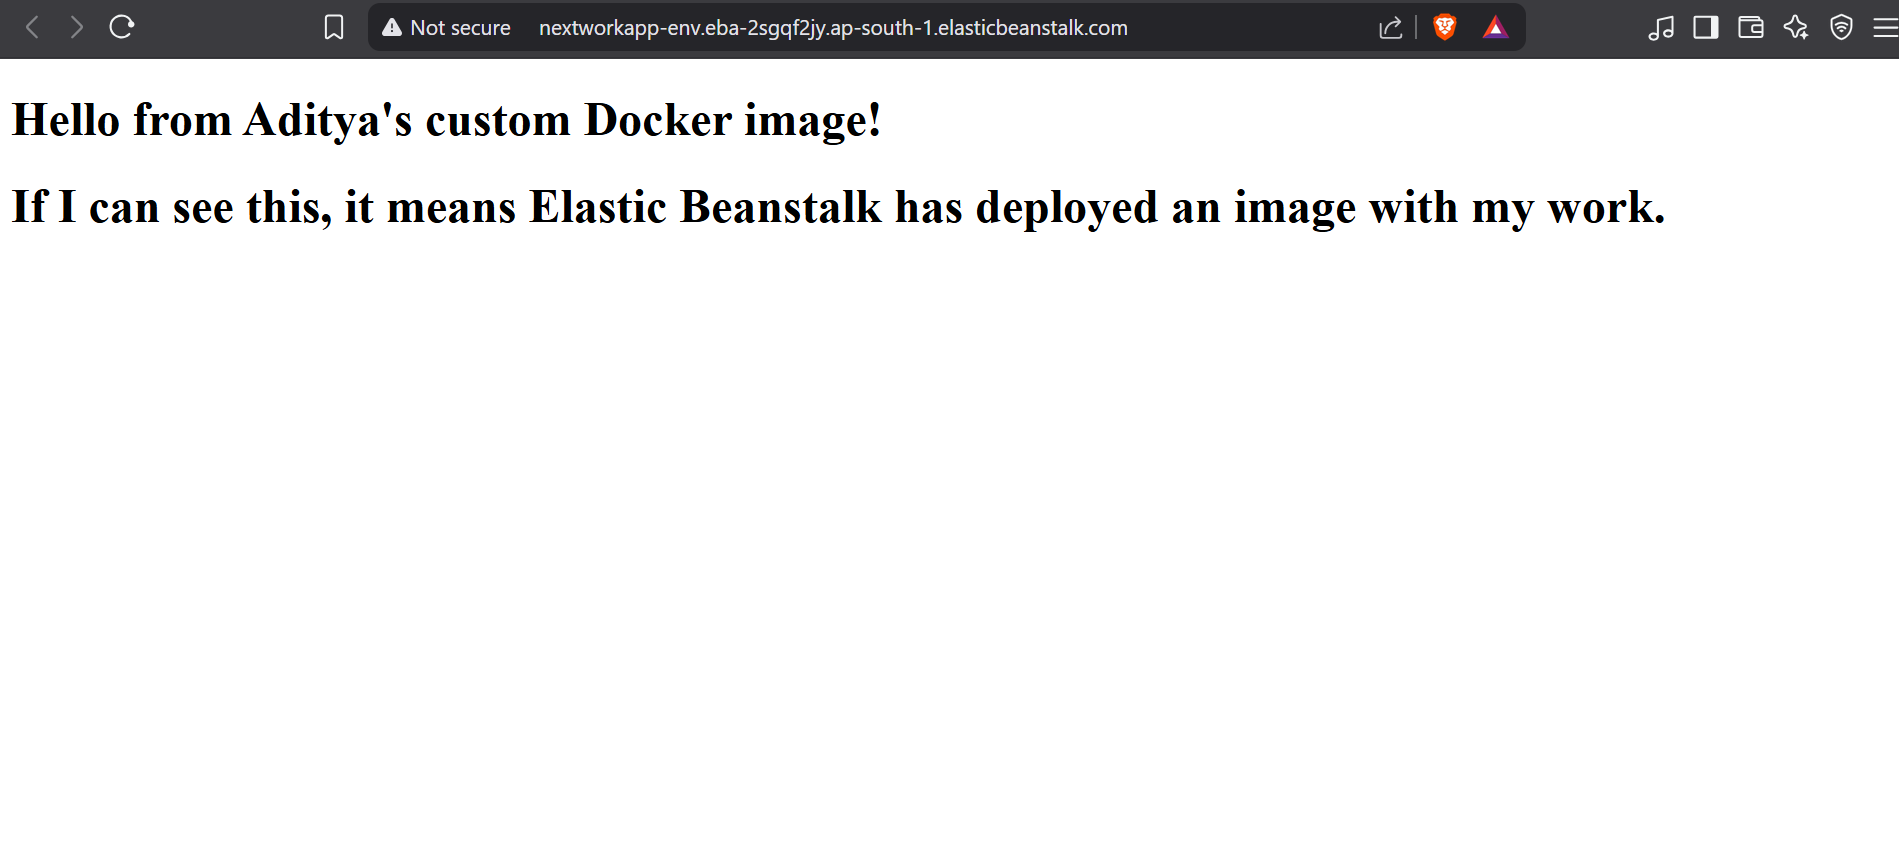 Not secure nextworkapp-env.eba-2sgqf2jy.ap-south-1.elasticbeanstalk.com
Hello from Aditya's custom Docker image!
If I can see this, it means Elastic Beanstalk has deployed an image with my work.